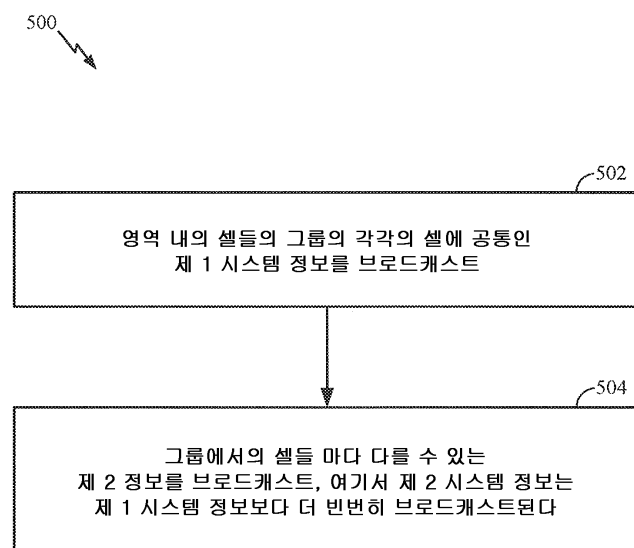 500
502
영역 내의 셀들의 그룹의 각각의 셀에 공통인
제 1 시스템 정보를 브로드캐스트
504
그룹에서의 셀들 마다 다를 수 있는
제 2 정보를 브로드캐스트, 여기서 제 2 시스템 정보는
제 1 시스템 정보보다 더 빈번히 브로드캐스트된다